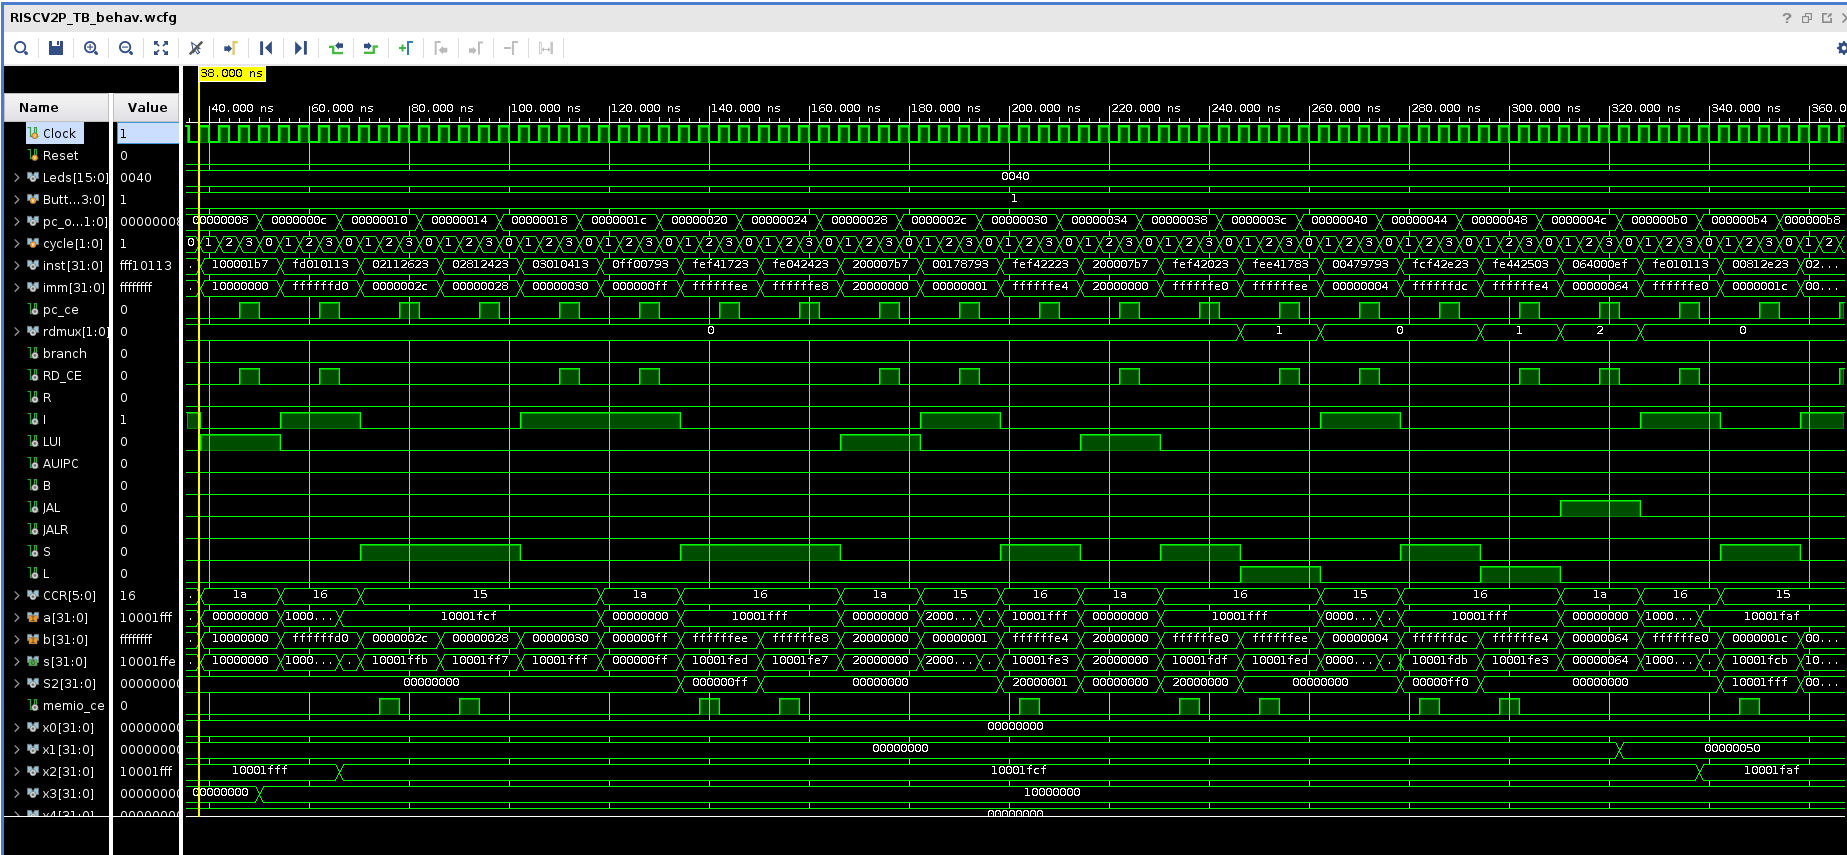 RISCV2P_TB_behav.wcfg
38.000 ns
Name Value
40.000 ns 60.000 ns 80.000 ns 100.000 ns 120.000 ns 140.000 ns 160.000 ns 180.000 ns 200.000 ns 220.000 ns 240.000 ns 260.000 ns 280.000 ns 300.000 ns 320.000 ns 340.000 ns 360.0
Clock 1
Reset 0
Leds[15:0] 0040 0040
Butt...3:0] 1 1
pc_o...1:0] 00000008 00000008 0000000c 00000010 00000014 00000018 0000001c 00000020 00000024 00000028 0000002c 00000030 00000034 00000038 0000003c 00000040 00000044 00000048 0000004c 000000b0 000000b4 000000b8
cycle[1:0] 1 0 1 2 3 0 1 2 3 0 1 2 3 0 1 2 3 0 1 2 3 0 1 2 3 0 1 2 3 0 1 2 3 0 1 2 3 0 1 2 3 0 1 2 3 0 1 2 3 0 1 2 3 0 1 2 3 0 1 2 3 0 1 2 3 0 1 2 3 0 1 2 3 0 1 2 3 0 1 2 3 0 1 2
inst[31:0] fff10113 . 100001b7 fd010113 02112623 02812423 03010413 0ff00793 fef41723 fe042423 200007b7 00178793 fef42223 200007b7 fef42023 fee41783 00479793 fcf42e23 fe442503 064000ef fe010113 00812e23 02...
imm[31:0] ffffffff . 10000000 ffffffd0 0000002c 00000028 00000030 000000ff ffffffee ffffffe8 20000000 00000001 ffffffe4 20000000 ffffffe0 ffffffee 00000004 ffffffdc ffffffe4 00000064 ffffffe0 0000001c 00...
pc_ce 0
rdmux[1:0] 0 0 1 0 1 2 0
branch 0
RD_CE 0
R 0
I 1
LUI 0
AUIPC 0
B 0
JAL 0
JALR 0
S 0
L 0
CCR[5:0] 16 . 1a 16 15 1a 16 1a 15 16 1a 16 15 16 1a 16 15
a[31:0] 10001fff . 00000000 1000... 10001fcf 00000000 10001fff 00000000 2000... . 10001fff 00000000 10001fff 0000... . 10001fff 00000000 1000... 10001faf
b[31:0] ffffffff . 10000000 ffffffd0 0000002c 00000028 00000030 000000ff ffffffee ffffffe8 20000000 00000001 ffffffe4 20000000 ffffffe0 ffffffee 00000004 ffffffdc ffffffe4 00000064 ffffffe0 0000001c 00...
s[31:0] 10001ffe . 10000000 1000... . 10001ffb 10001ff7 10001fff 000000ff 10001fed 10001fe7 20000000 2000... . 10001fe3 20000000 10001fdf 10001fed 0000... . 10001fdb 10001fe3 00000064 1000... . 10001fcb 10...
S2[31:0] 0000000 00000000 000000ff 00000000 20000001 00000000 20000000 00000000 00000ff0 00000000 10001fff 00...
memio_ce 0
x0[31:0] 0000000 00000000
x1[31:0] 0000000 00000000 00000050
x2[31:0] 10001fff 10001fff 10001fcf 10001faf
x3[31:0] 0000000 00000000 10000000